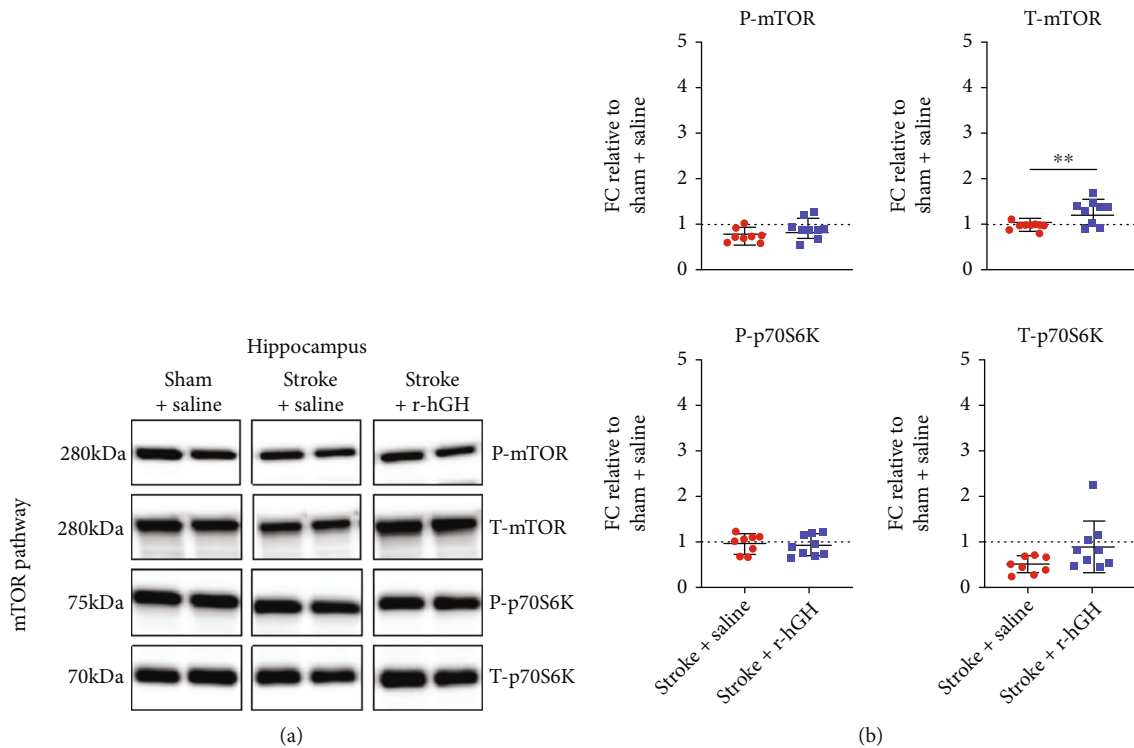 Hippocampus
Sham
+ saline
Stroke
+ saline
Stroke
+ r-hGH
mTOR pathway
280kDa
P-mTOR
280kDa
T-mTOR
75kDa
P-p70S6K
70kDa
T-p70S6K
(a)
P-mTOR
FC relative to
sham + saline
5
4
3
2
1
0
T-mTOR
FC relative to
sham + saline
5
4
3
2
1
0
**
P-p70S6K
FC relative to
sham + saline
5
4
3
2
1
0
Stroke + saline
Stroke + r-hGH
T-p70S6K
FC relative to
sham + saline
5
4
3
2
1
0
Stroke + saline
Stroke + r-hGH
(b)